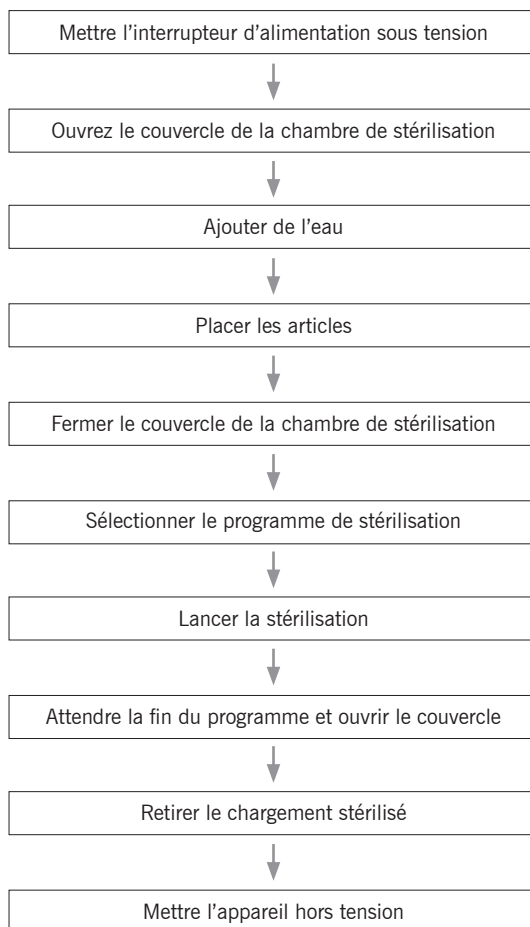 Mettre l’interrupteur d’alimentation sous tension
Ouvrez le couvercle de la chambre de stérilisation
Ajouter de l’eau
Placer les articles
Fermer le couvercle de la chambre de stérilisation
Sélectionner le programme de stérilisation
Lancer la stérilisation
Attendre la fin du programme et ouvrir le couvercle
Retirer le chargement stérilisé
Mettre l’appareil hors tension